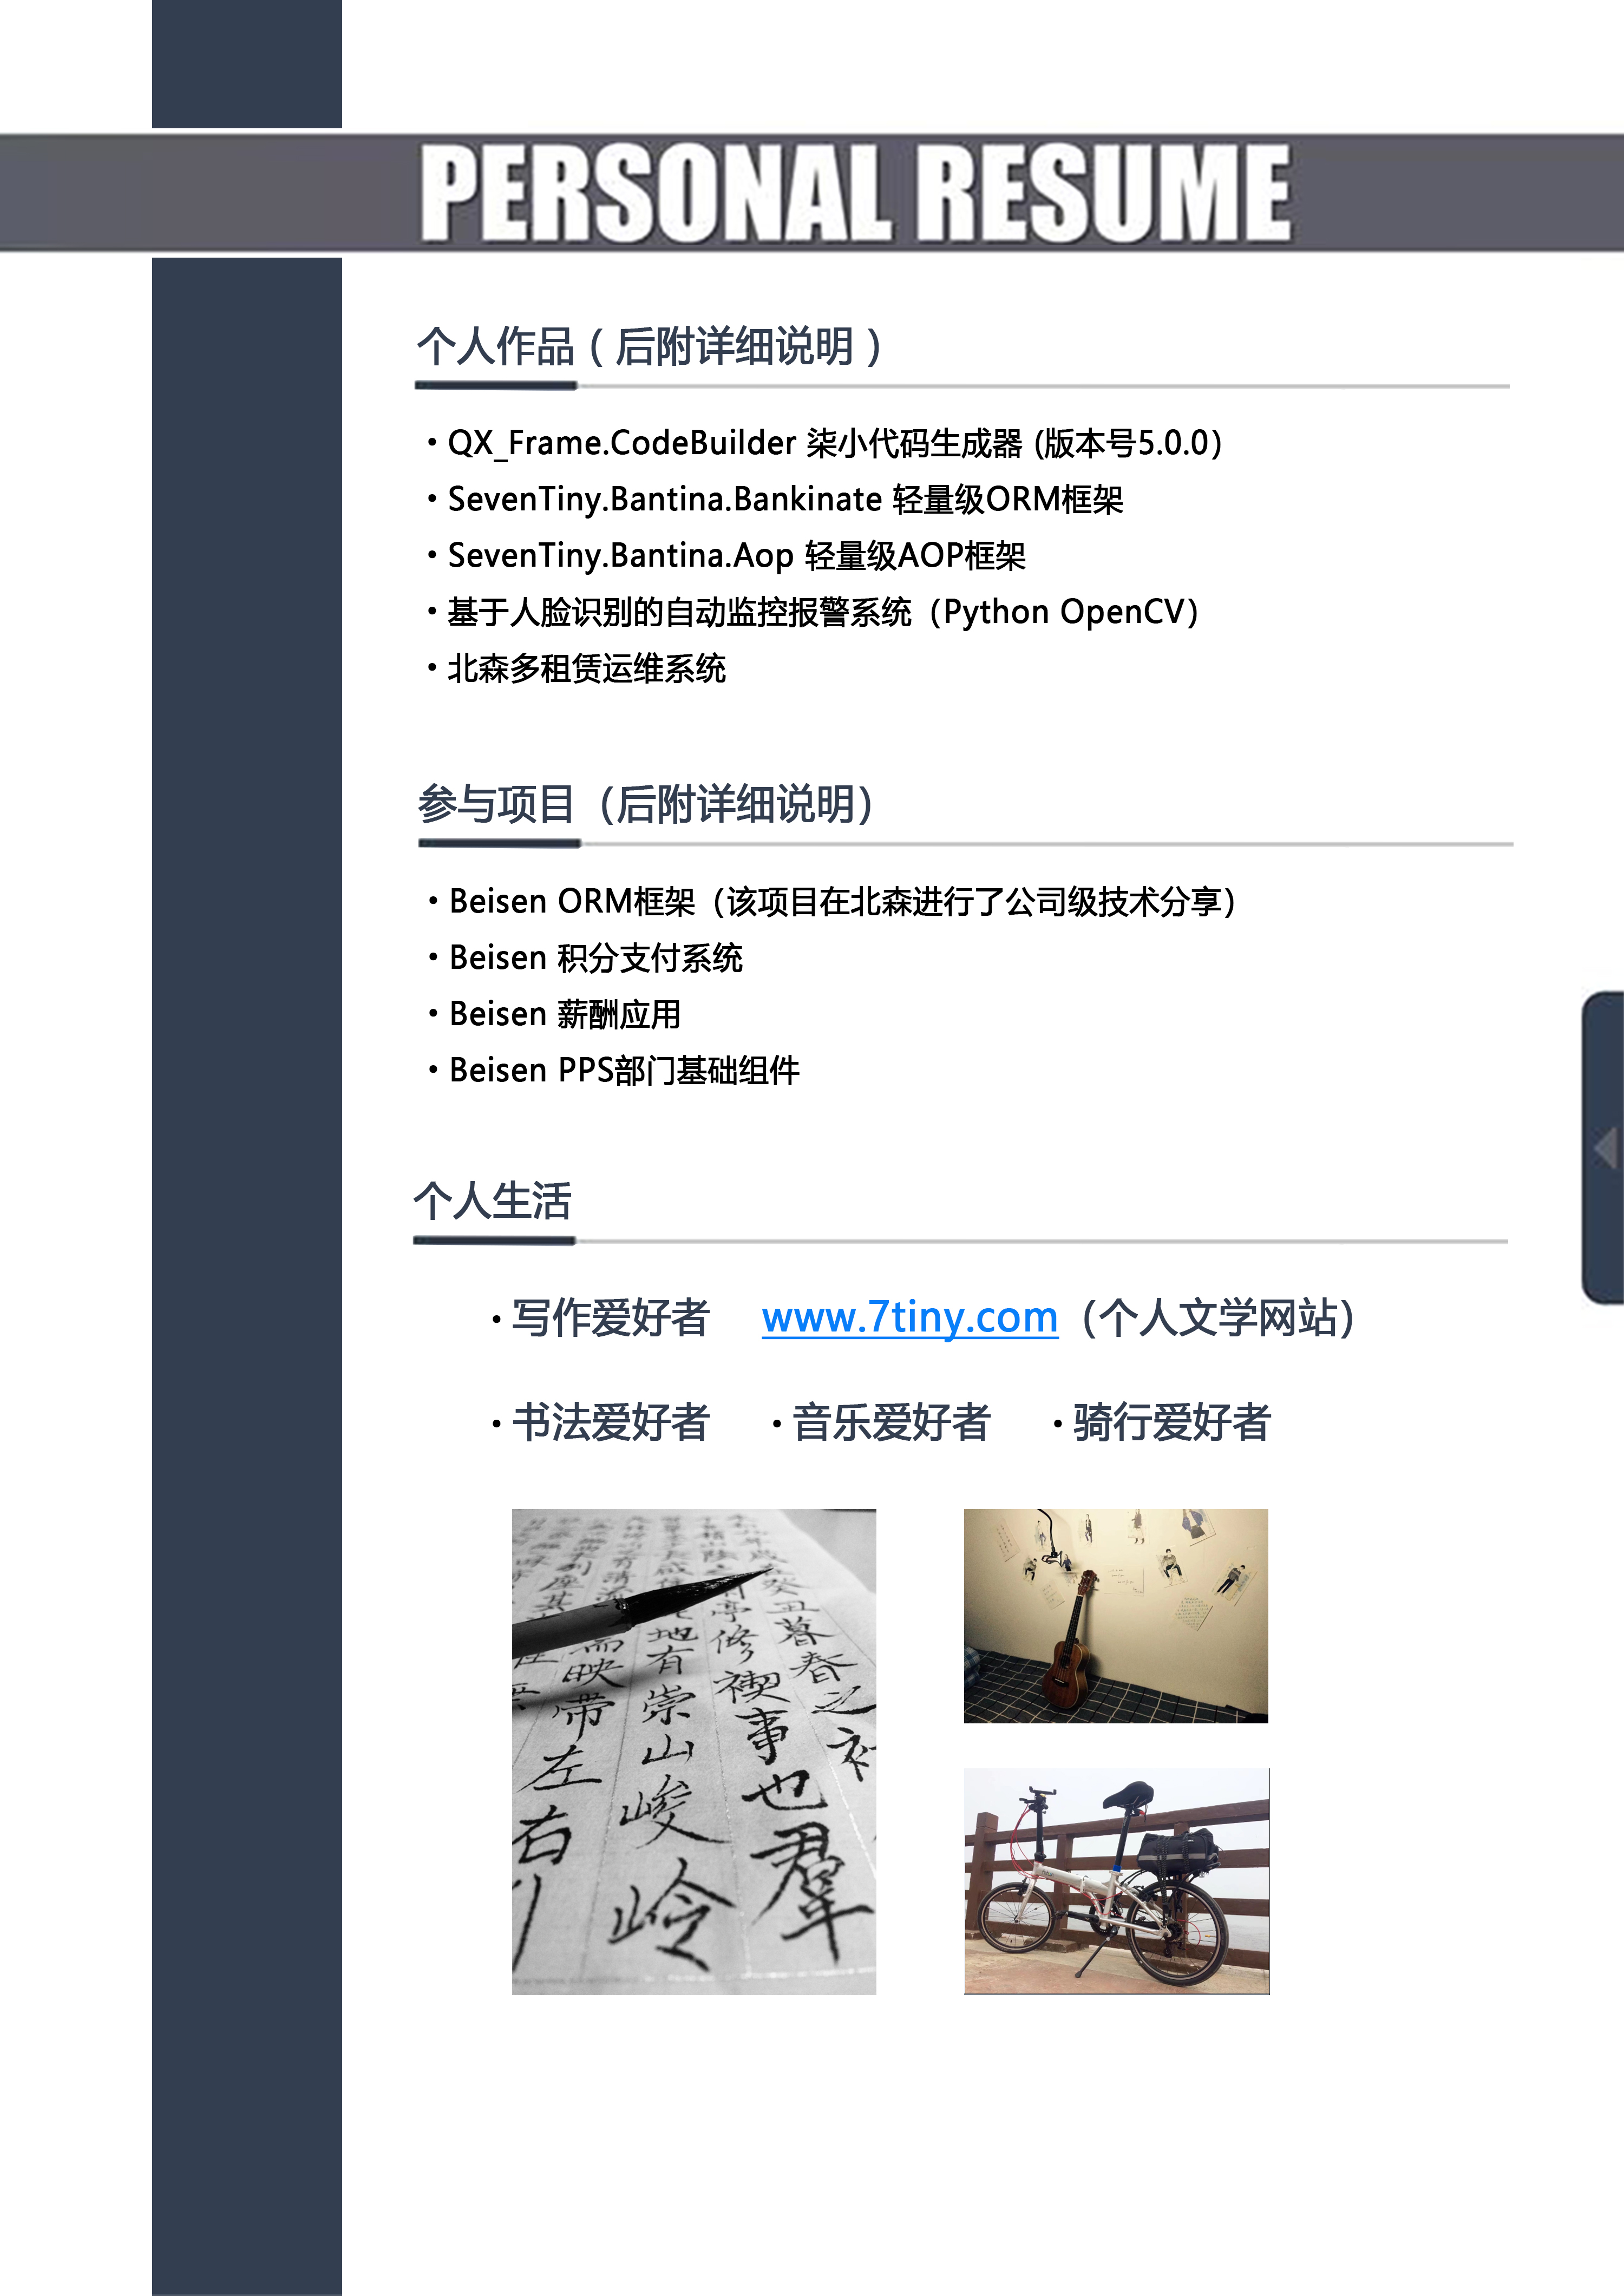 PERSONAL RESUME
个人作品（后附详细说明）
·QX_Frame.CodeBuilder 柒小代码生成器 (版本号5.0.0）
·SevenTiny.Bantina.Bankinate 轻量级ORM框架
·SevenTiny.Bantina.Aop 轻量级AOP框架
·基于人脸识别的自动监控报警系统（Python OpenCV）
·北森多租赁运维系统
参与项目（后附详细说明）
·Beisen ORM框架（该项目在北森进行了公司级技术分享）
·Beisen 积分支付系统
·Beisen 薪酬应用
·Beisen PPS部门基础组件
个人生活
·写作爱好者 www.7tiny.com（个人文学网站）
·书法爱好者 ·音乐爱好者 ·骑行爱好者
癸丑暮春之
亭修禊事也羣
地有崇山峻岭
映带左右